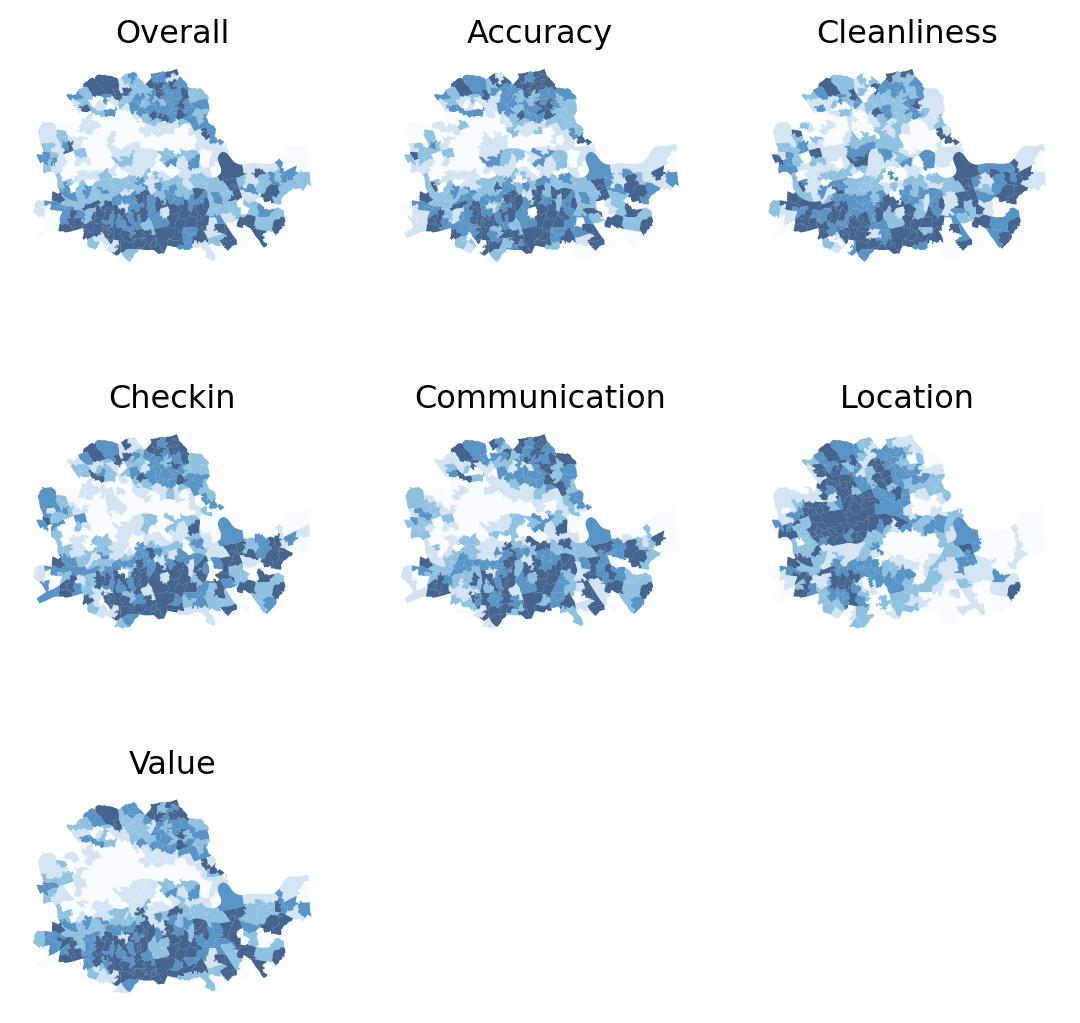 Overall
Accuracy
Cleanliness
Checkin
Communication
Location
Value